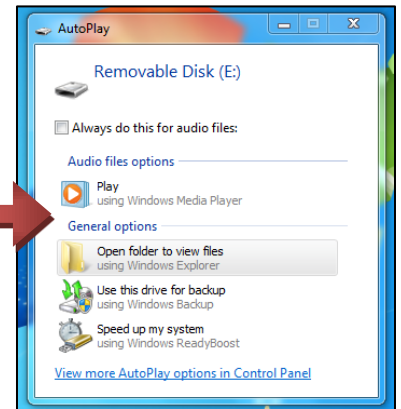 AutoPlay
Removable Disk (E:)
Always do this for audio files:
Audio files options
Play
using Windows Media Player
General options
Open folder to view files
using Windows Explorer
Use this drive for backup
using Windows Backup
Speed up my system
using Windows ReadyBoost
View more AutoPlay options in Control Panel